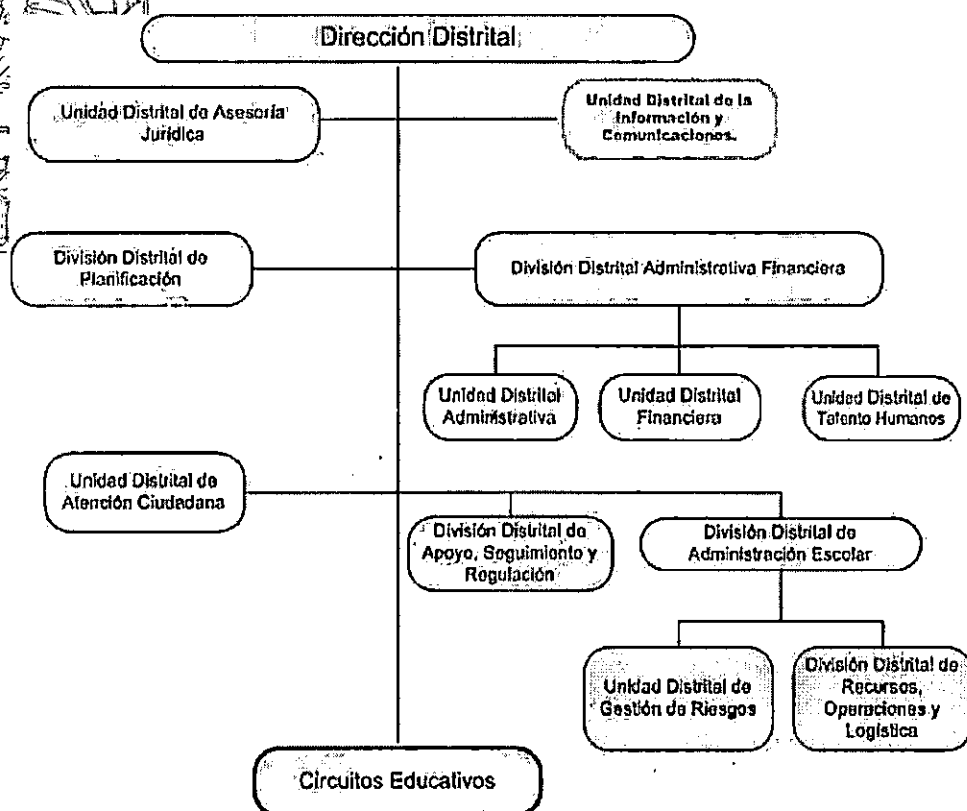 Dirección Distrital
Unidad Distrital de Asesoría
Jurídica
Unidad Distrital de la
Información y
Comunicaciones.
División Distrital de
Planificación
División Distrital Administrativa Financiera
Unidad Distrital
Administrativa
Unidad Distrital
Financiera
Unidad Distrital de
Talento Humanos
Unidad Distrital de
Atención Ciudadana
División Distrital de
Apoyo, Seguimiento y
Regulación
División Distrital de
Administración Escolar
Unidad Distrital de
Gestión de Riesgos
División Distrital de
Recursos,
Operaciones y
Logística
Circuitos Educativos